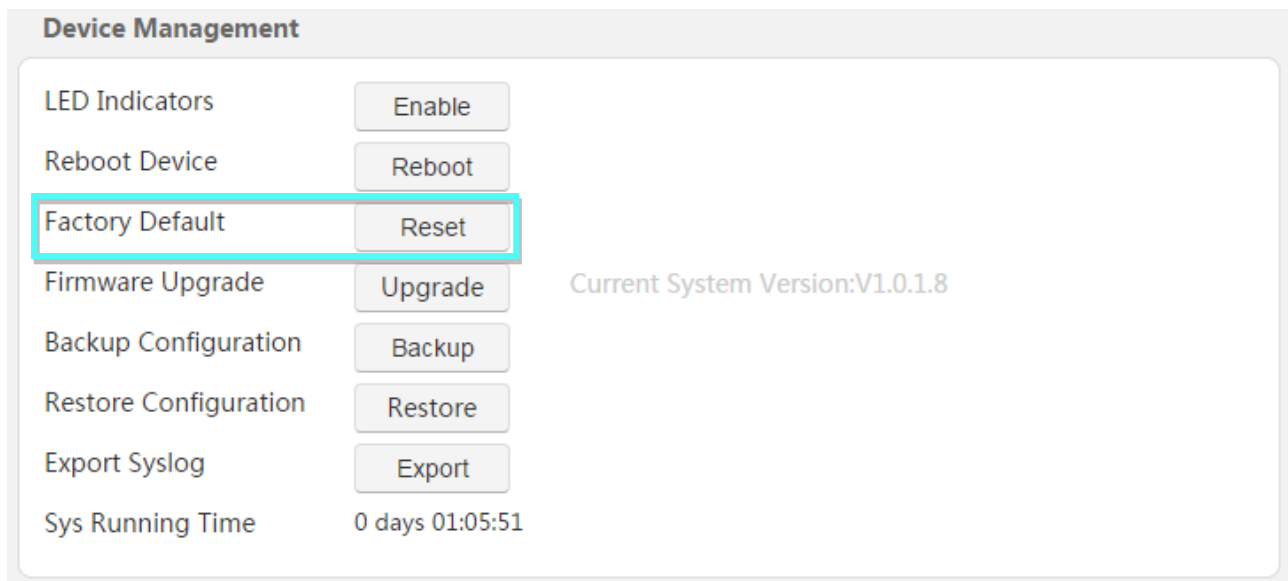 Device Management
LED Indicators Enable
Reboot Device Reboot
Factory Default Reset
Firmware Upgrade Upgrade Current System Version:V1.0.1.8
Backup Configuration Backup
Restore Configuration Restore
Export Syslog Export
Sys Running Time 0 days 01:05:51